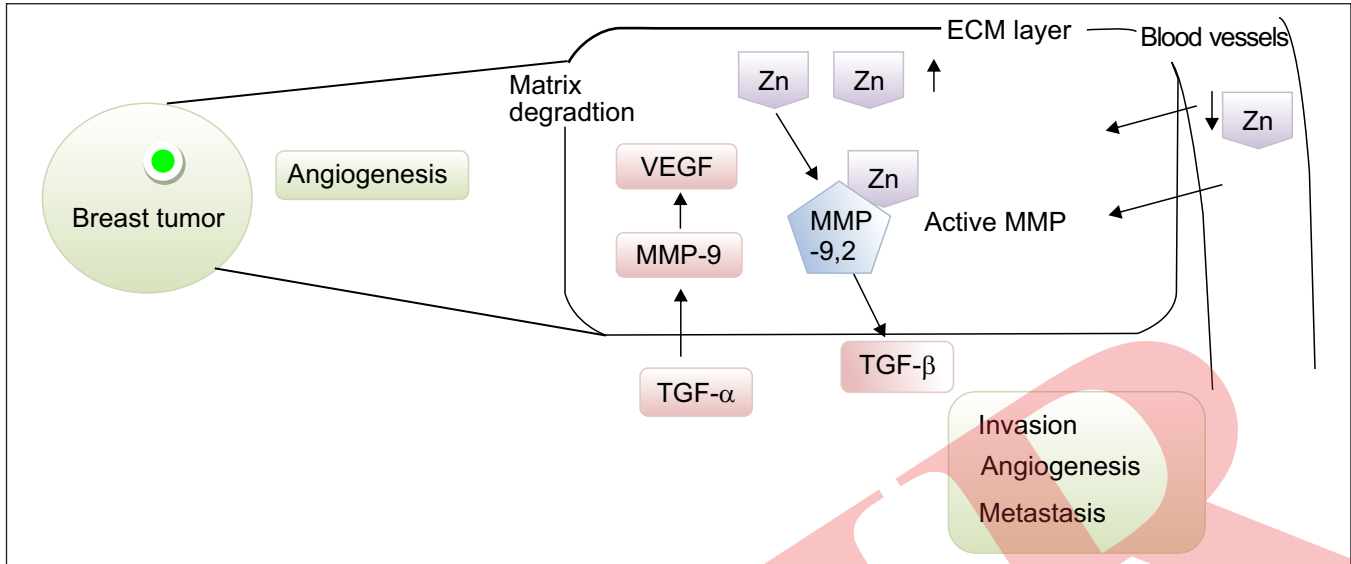 ECM layer
Blood vessels
Matrix
degradtion
Zn
Zn
Zn
Angiogenesis
VEGF
Zn
Breast tumor
MMP
-9,2
Active MMP
MMP-9
TGF-β
TGF-α
Invasion
Angiogenesis
Metastasis